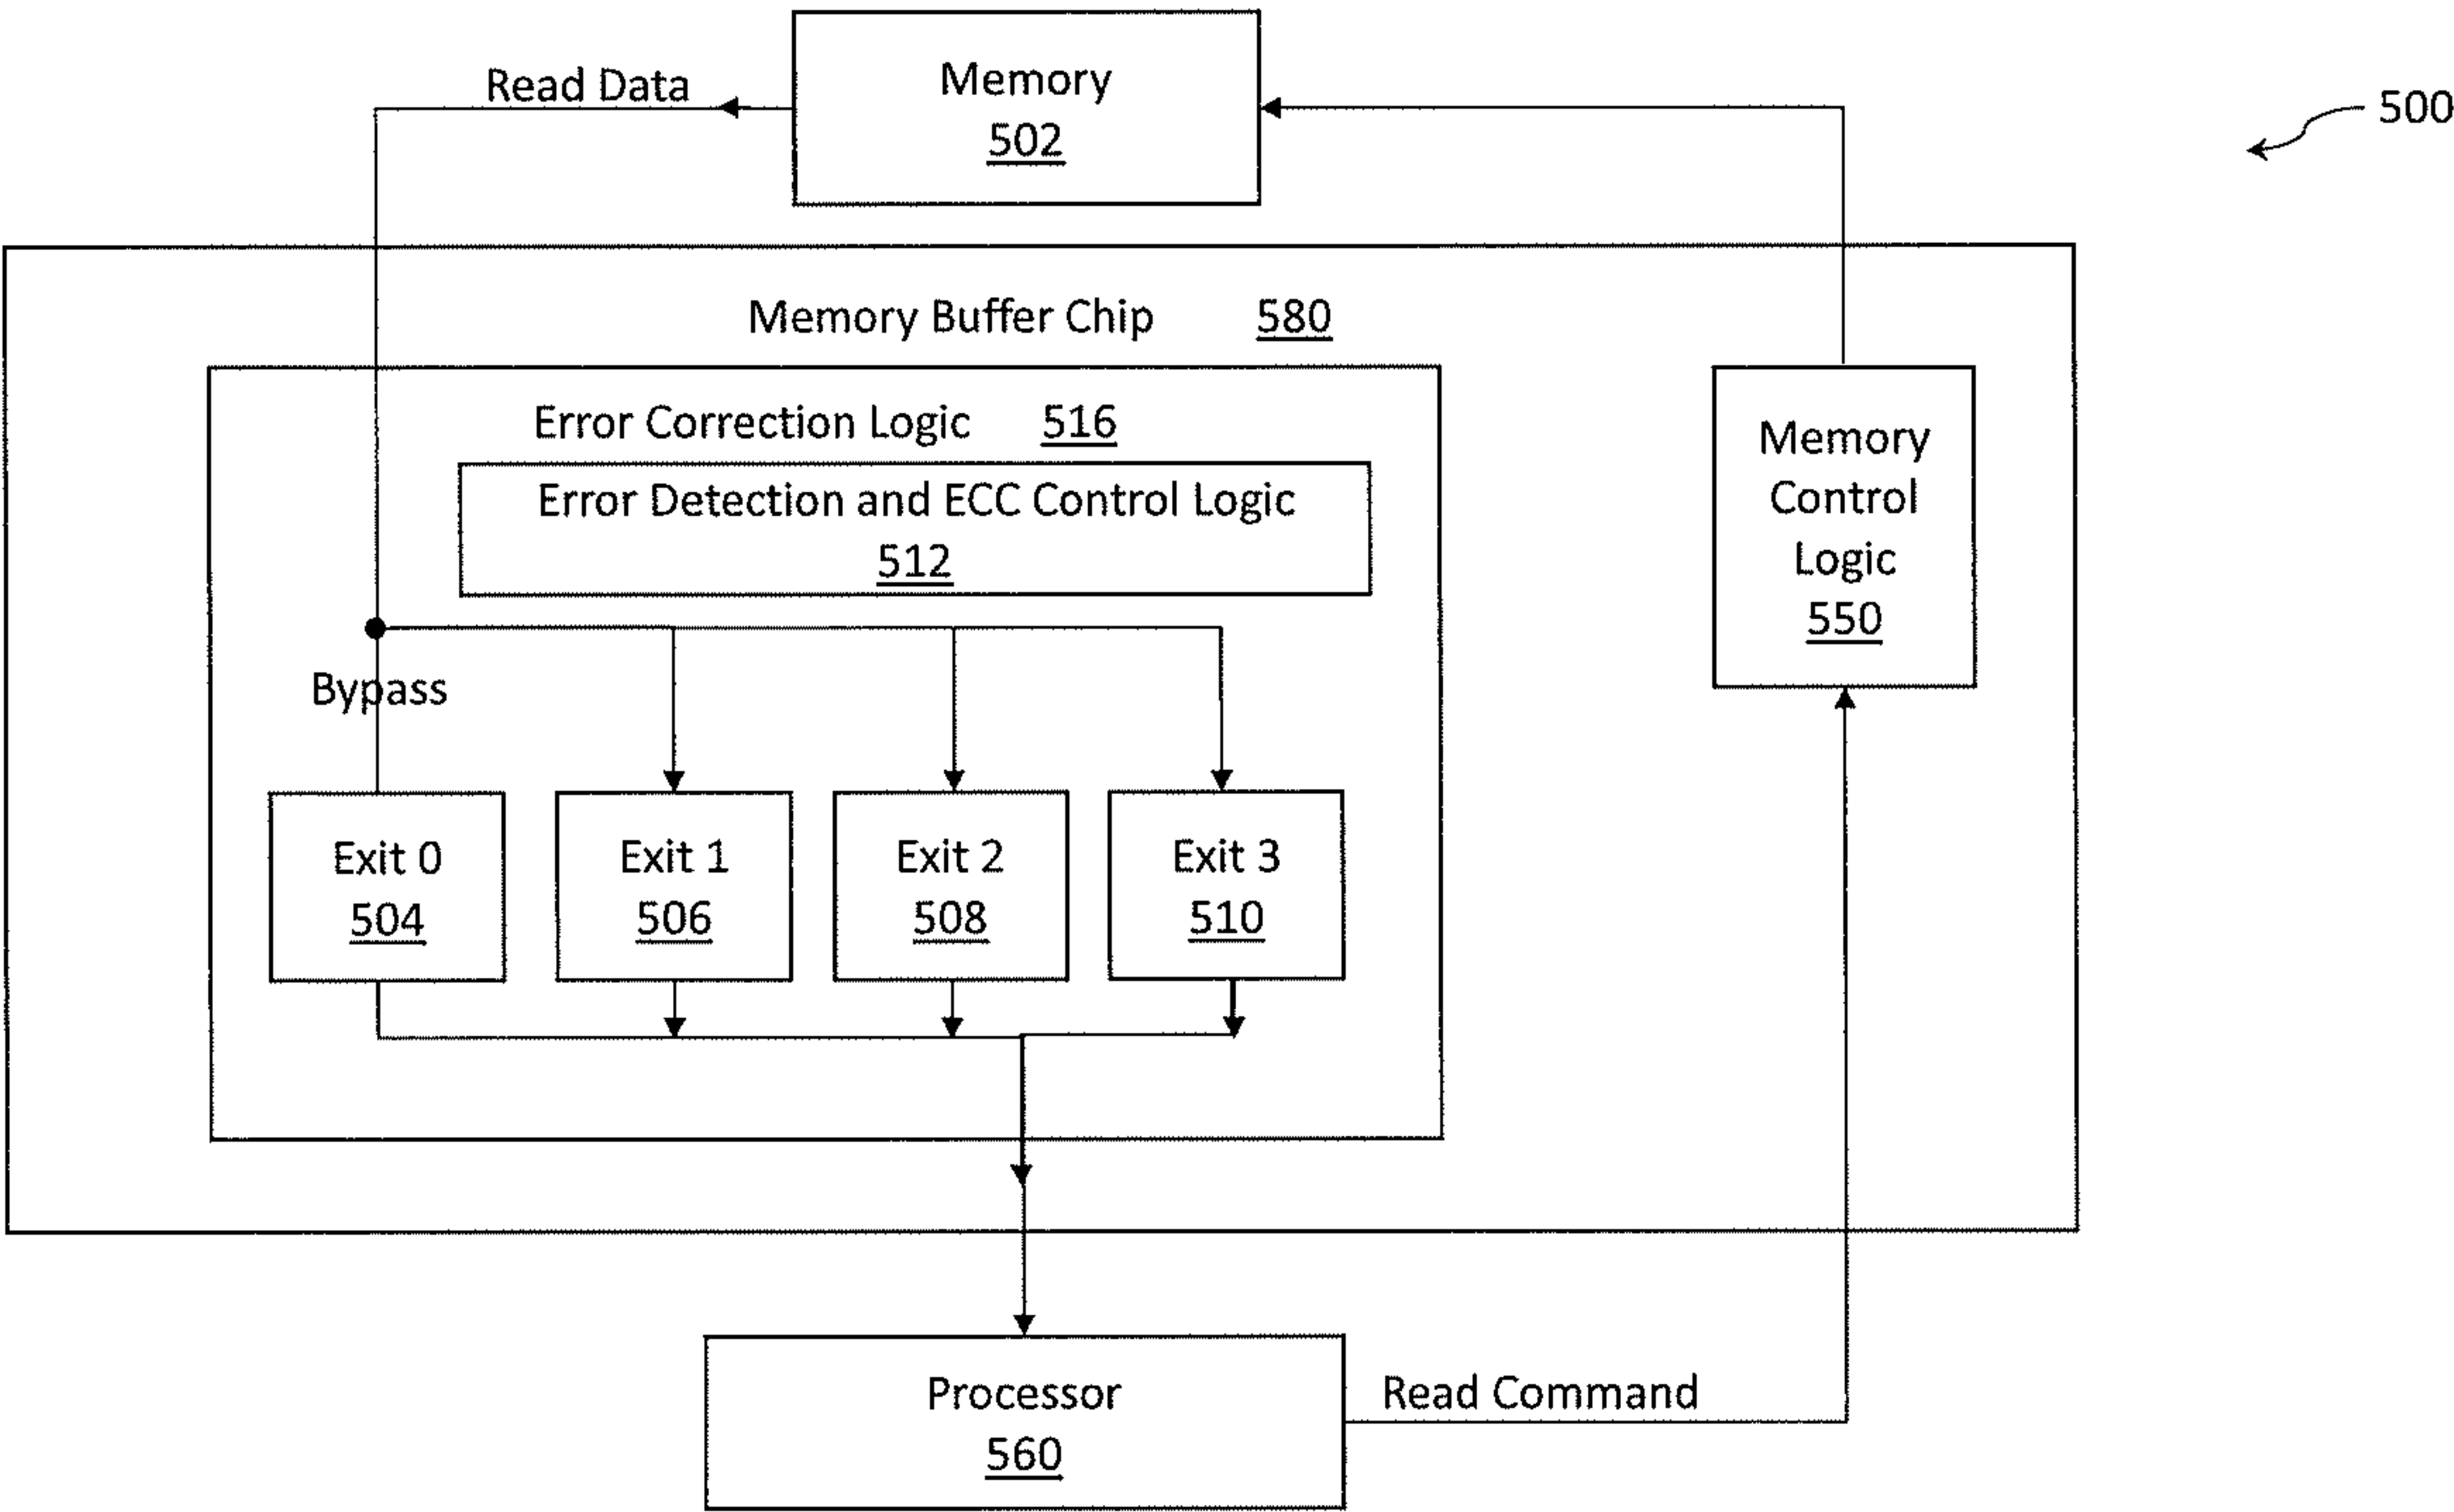 Read Data
Memory
502
500
Memory Buffer Chip 580
Error Correction Logic 516
Error Detection and ECC Control Logic
512
Memory
Control
Logic
550
Bypass
Exit 0
504
Exit 1
506
Exit 2
508
Exit 3
510
Processor
560
Read Command